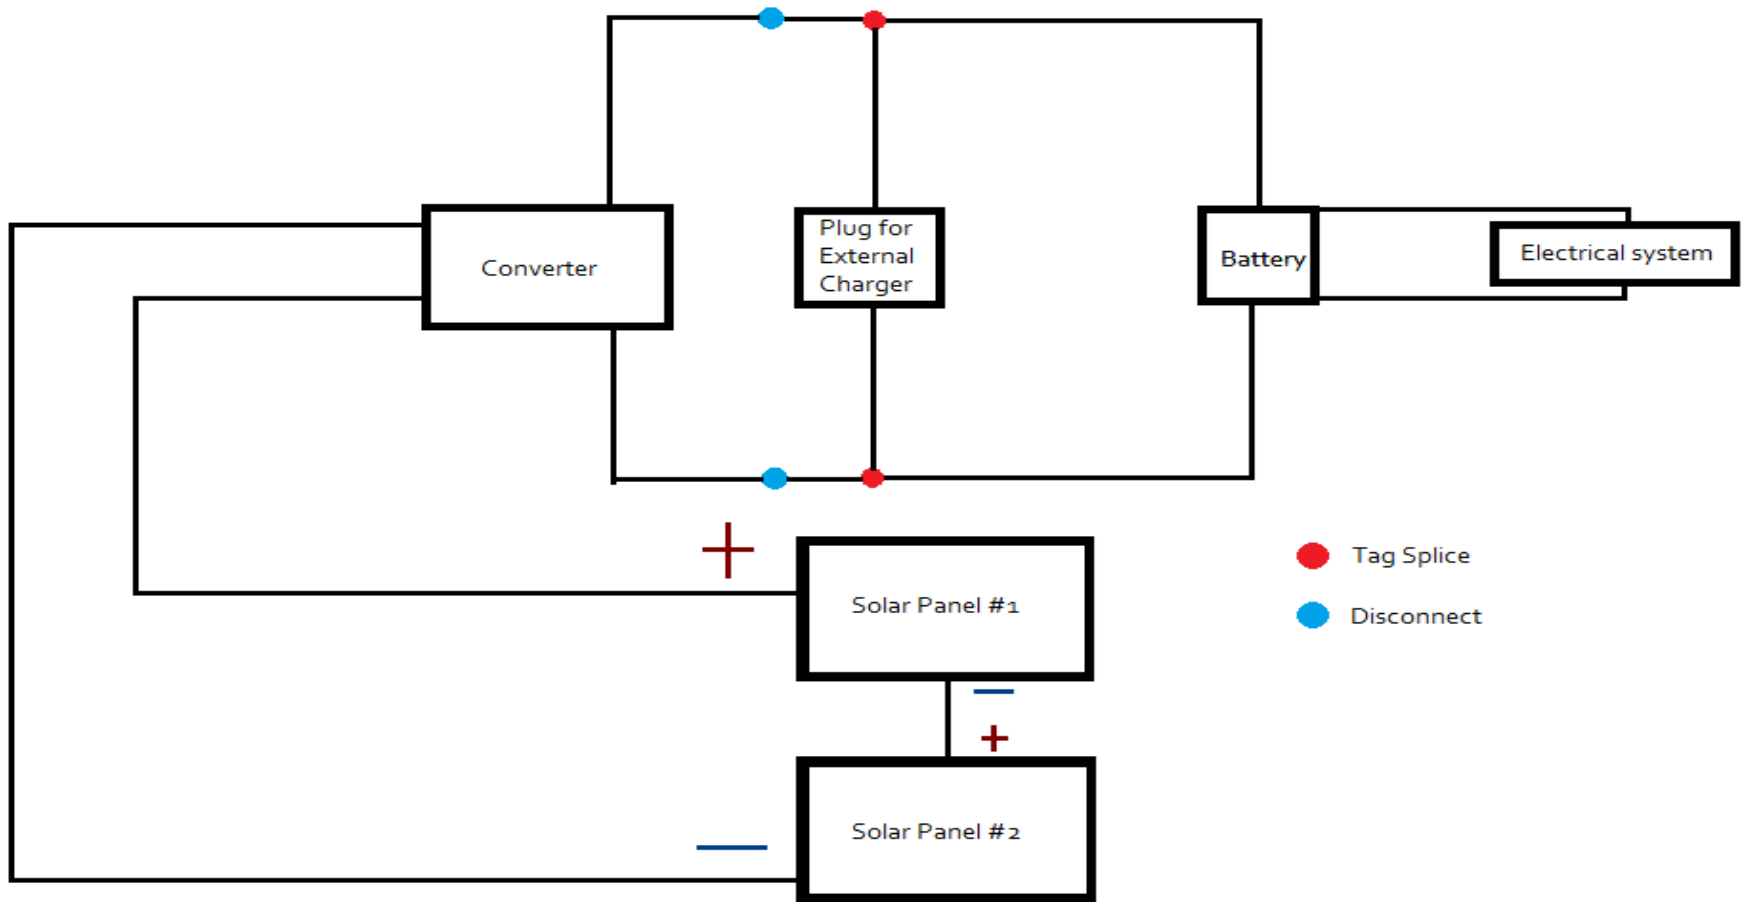 Converter
Plug for
External
Charger
Battery
Electrical system
+
Solar Panel #1
—
+
Solar Panel #2
—
Tag Splice
Disconnect